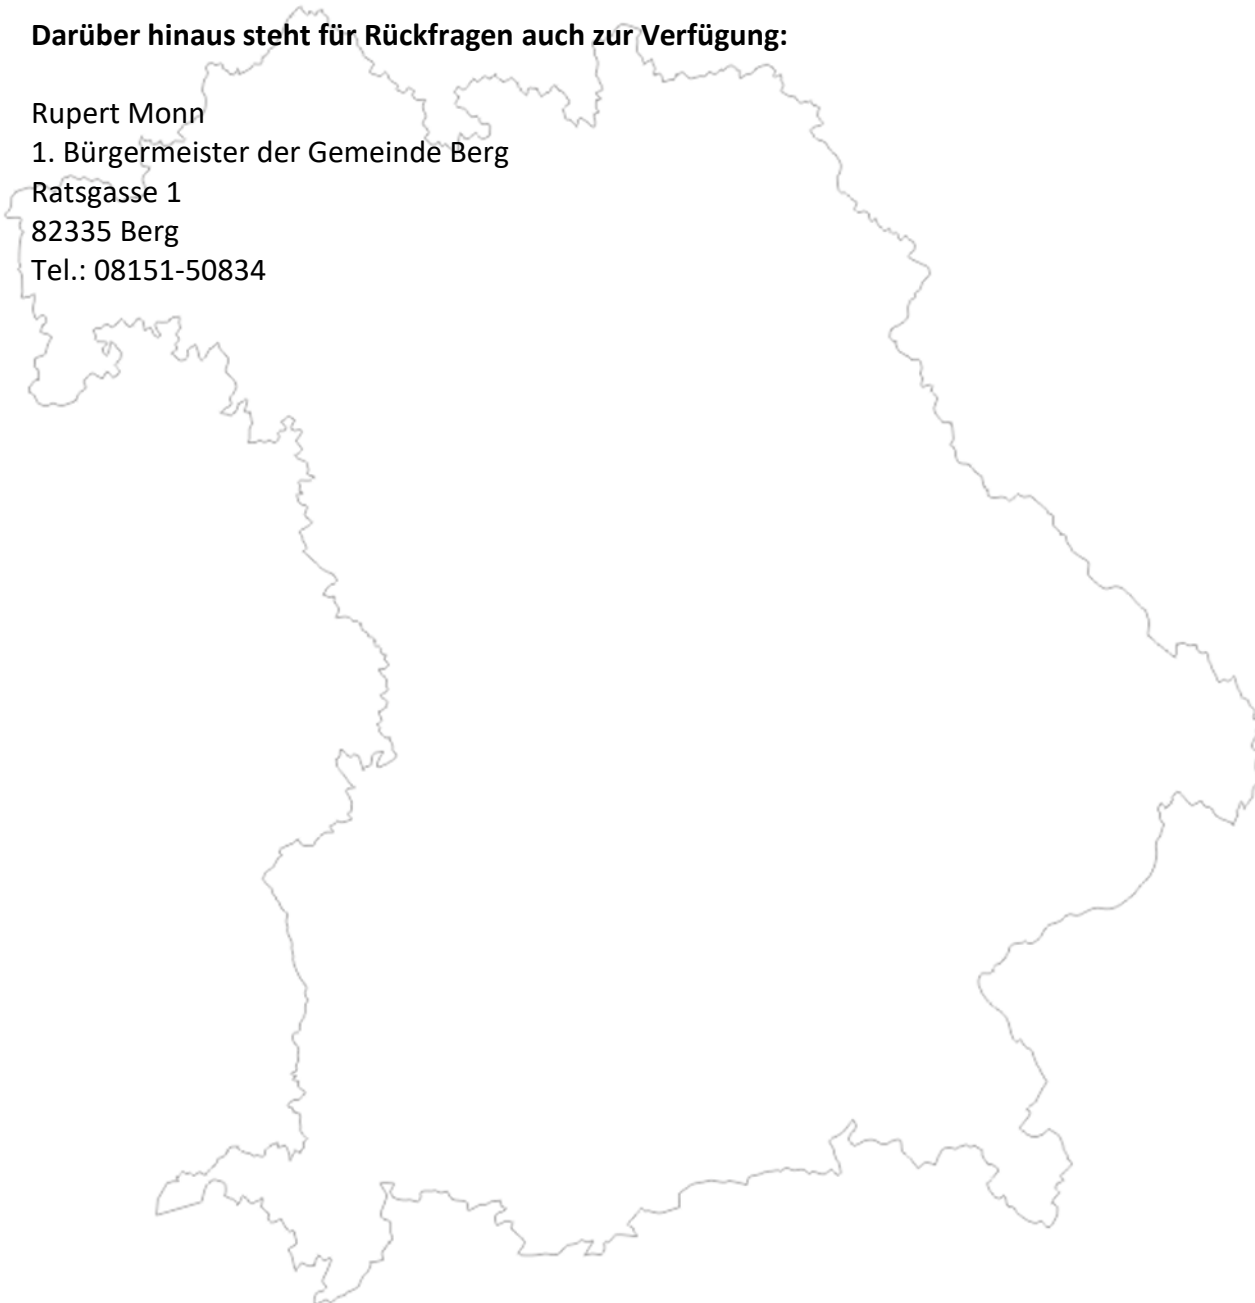 Darüber hinaus steht für Rückfragen auch zur Verfügung:
Rupert Monn
1. Bürgermeister der Gemeinde Berg
Ratsgasse 1
82335 Berg
Tel.: 08151-50834